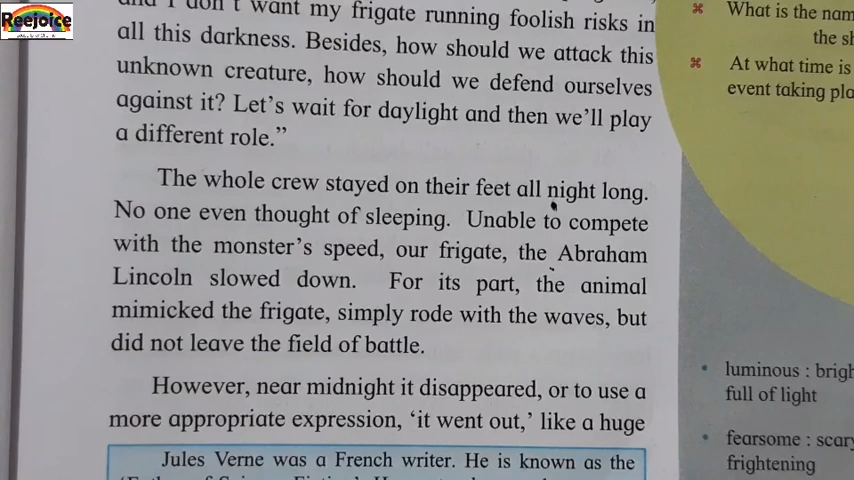 Reejoice
and I don't want my frigate running foolish risks in
all this darkness. Besides, how should we attack this
unknown creature, how should we defend ourselves
against it? Let's wait for daylight and then we'll play
a different role."
The whole crew stayed on their feet all night long.
No one even thought of sleeping. Unable to compete
with the monster's speed, our frigate, the Abraham
Lincoln slowed down. For its part, the animal
mimicked the frigate, simply rode with the waves, but
did not leave the field of battle.
However, near midnight it disappeared, or to use a
more appropriate expression, 'it went out,' like a huge
Jules Verne was a French writer. He is known as the
What is the nam
the sh
At what time is
event taking pla
• luminous : brigh
full of light
• fearsome : scary
frightening